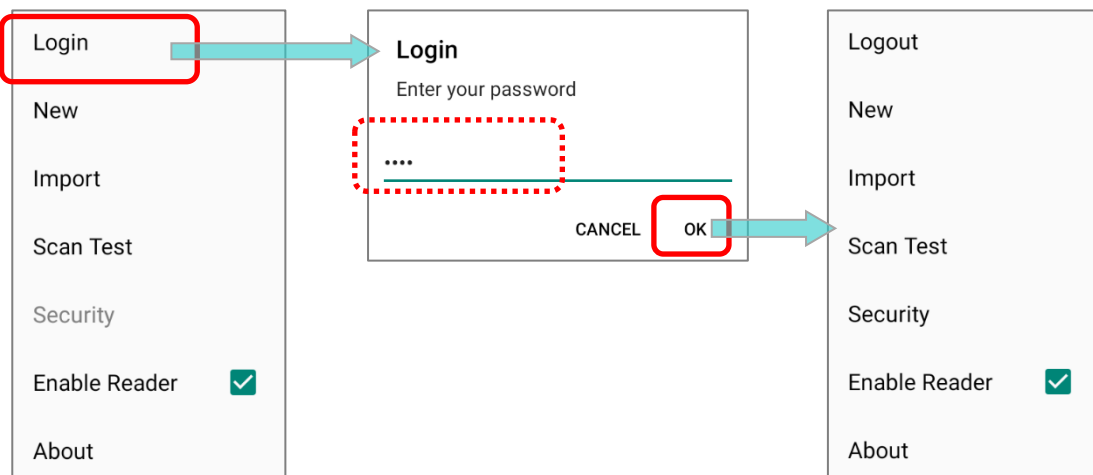 Login
New
Import
Scan Test
Security
Enable Reader
About
Login
Enter your password
••••
CANCEL OK
Logout
New
Import
Scan Test
Security
Enable Reader
About